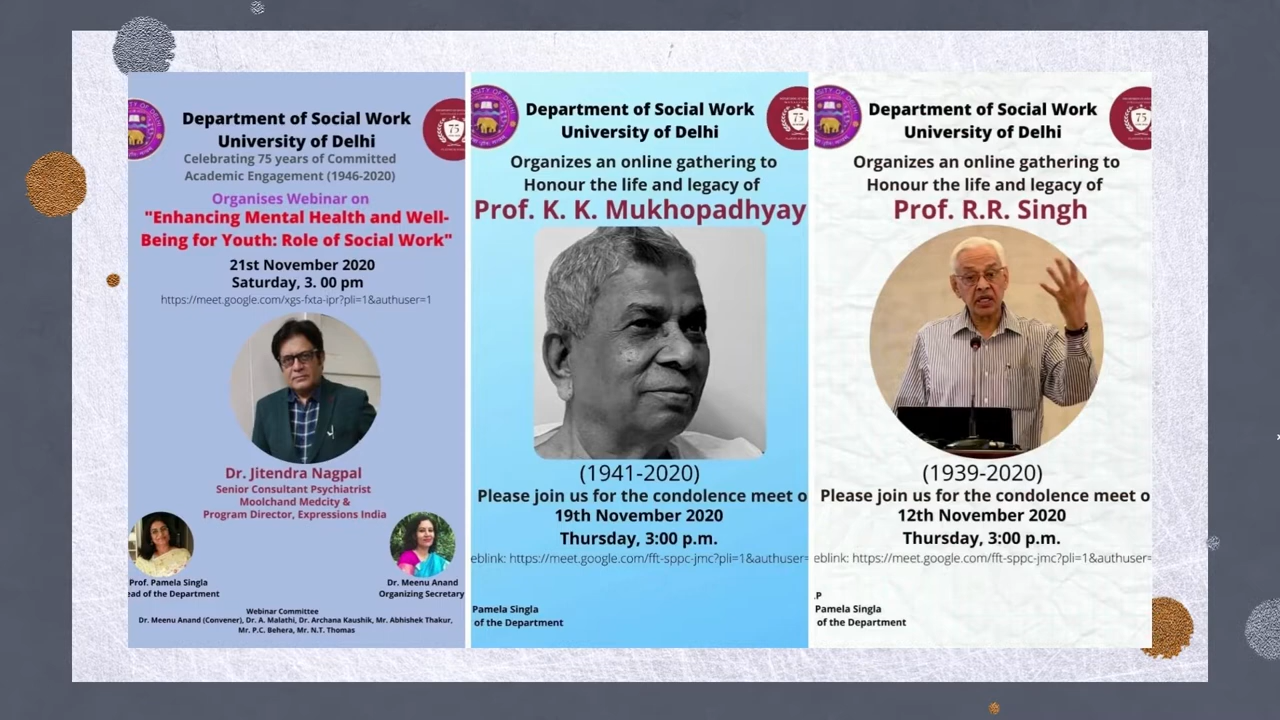 Department of Social Work
University of Delhi
Celebrating 75 years of Committed
Academic Engagement (1946-2020)
Organises Webinar on
"Enhancing Mental Health and Well-
Being for Youth: Role of Social Work"
21st November 2020
Saturday, 3. 00 pm
https://meet.google.com/xgs-fxta-ipr?pli=1&authuser=1
Dr. Jitendra Nagpal
Senior Consultant Psychiatrist
Moolchand Medcity &
Program Director, Expressions India
Prof. Pamela Singla
ead of the Department
Dr. Meenu Anand
Organizing Secretary
Webinar Committee
Dr. Meenu Anand (Convener), Dr. A. Malathi, Dr. Archana Kaushik, Mr. Abhishek Thakur,
Mr. P.C. Behera, Mr. N.T. Thomas
Department of Social Work
University of Delhi
Organizes an online gathering to
Honour the life and legacy of
Prof. K. K. Mukhopadhyay
(1941-2020)
Please join us for the condolence meet o
19th November 2020
Thursday, 3:00 p.m.
eblink: https://meet.google.com/fft-sppc-jmc?pli=1&authuser=
Pamela Singla
of the Department
Department of Social Work
University of Delhi
Organizes an online gathering to
Honour the life and legacy of
Prof. R.R. Singh
(1939-2020)
Please join us for the condolence meet o
12th November 2020
Thursday, 3:00 p.m.
eblink: https://meet.google.com/fft-sppc-jmc?pli=1&authuser=
.P
Pamela Singla
of the Department